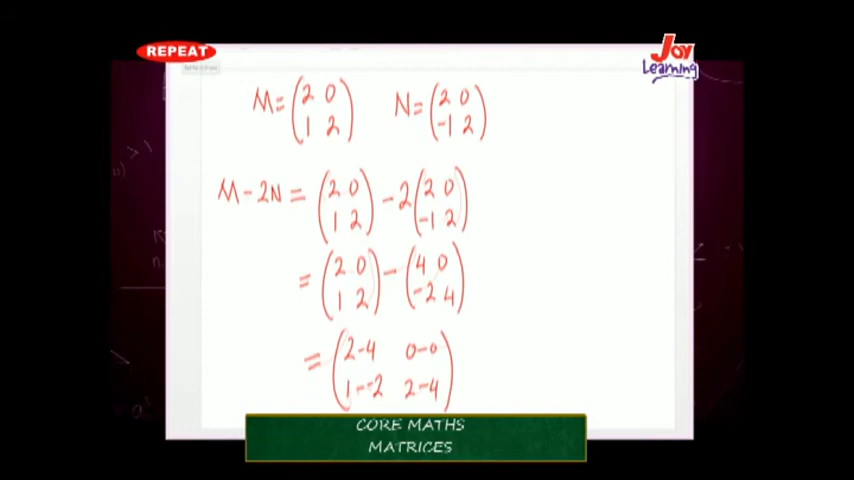 REPEAT
JOY
Learning
M = (2 0
1 2) N = (2 0
-1 2)
M - 2N = (2 0
1 2) - 2(2 0
-1 2)
= (2 0
1 2) - (4 0
-2 4)
= (2-4 0-0
1--2 2-4)
CORE MATHS
MATRICES